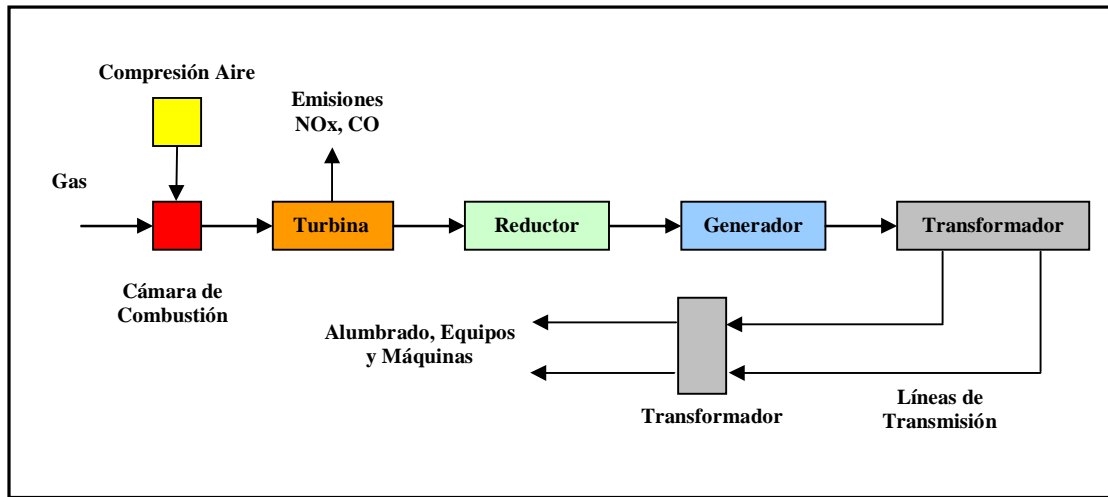 Compresión Aire
Emisiones
NOx, CO
Gas
Turbina
Reductor
Generador
Transformador
Cámara de
Combustión
Alumbrado, Equipos
y Máquinas
Transformador
Líneas de
Transmisión